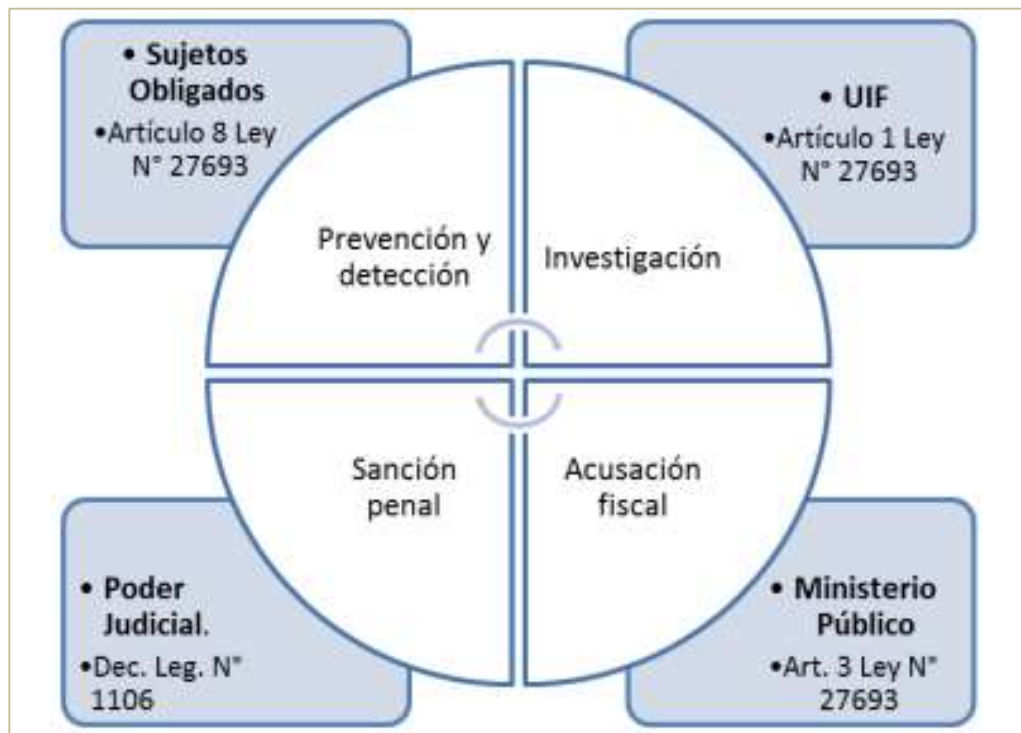 • Sujetos
Obligados
•Artículo 8 Ley
N° 27693
• UIF
•Artículo 1 Ley
N° 27693
Prevención y
detección
Investigación
Sanción
penal
Acusación
fiscal
• Poder
Judicial.
•Dec. Leg. N°
1106
• Ministerio
Público
•Art. 3 Ley N°
27693